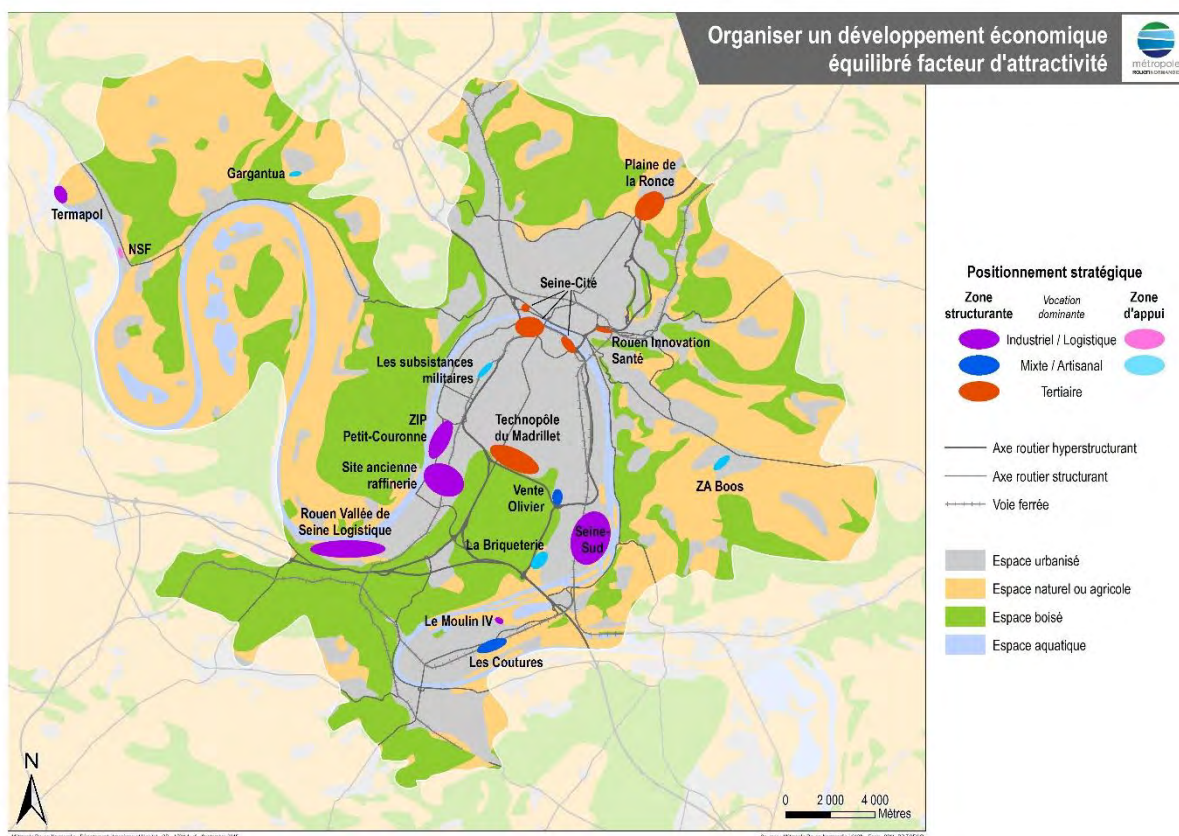 Organiser un développement économique
équilibré facteur d'attractivité
métropole
ROUENNORMANDIE
Plaine de
la Ronce
Gargantua
Termapol
NSF
Seine-Cité
Rouen Innovation
Santé
Les subsistances
militaires
ZIP
Petit-Couronne
Technopôle
du Madrillet
Site ancienne
raffinerie
ZA Boos
Vente
Olivier
Rouen Vallée de
Seine Logistique
Seine-
Sud
La Briqueterie
Le Moulin IV
Les Coutures
Positionnement stratégique
Zone
structurante
Vocation
dominante
Zone
d'appui
Industriel / Logistique
Mixte / Artisanal
Tertiaire
Axe routier hyperstructurant
Axe routier structurant
Voie ferrée
Espace urbanisé
Espace naturel ou agricole
Espace boisé
Espace aquatique
N
0 2 000 4 000
Mètres